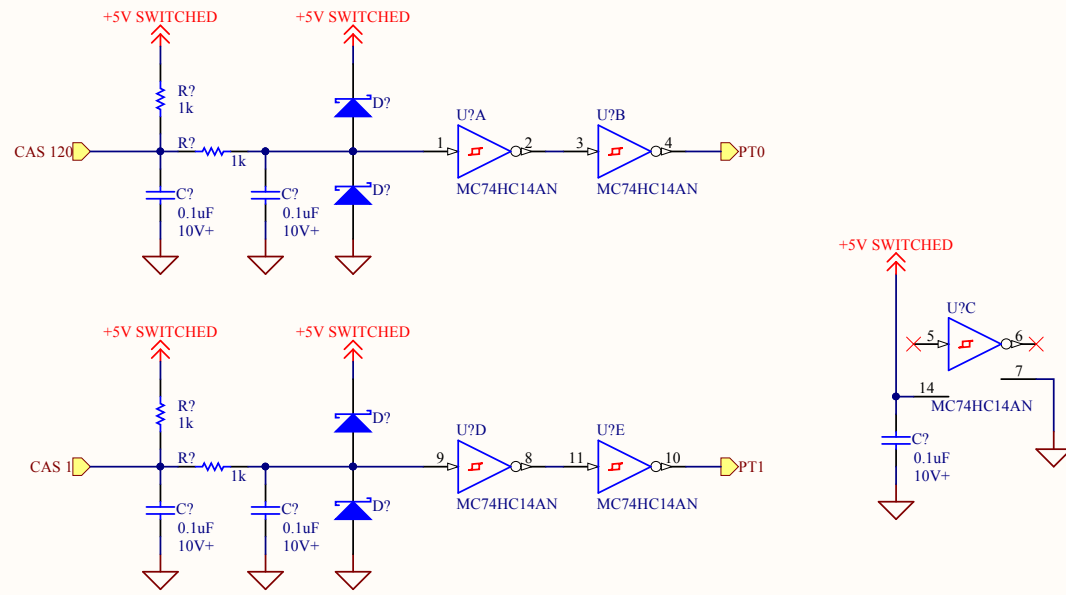 +5V SWITCHED
+5V SWITCHED
R?
1k
D?
U?A
U?B
CAS 120
R?
1k
1
2
3
4
PT0
C?
0.1uF
10V+
C?
0.1uF
10V+
D?
MC74HC14AN
MC74HC14AN
+5V SWITCHED
U?C
5
6
7
14
MC74HC14AN
C?
0.1uF
10V+
+5V SWITCHED
+5V SWITCHED
R?
1k
D?
U?D
U?E
CAS 1
R?
1k
9
8
11
10
PT1
C?
0.1uF
10V+
C?
0.1uF
10V+
D?
MC74HC14AN
MC74HC14AN